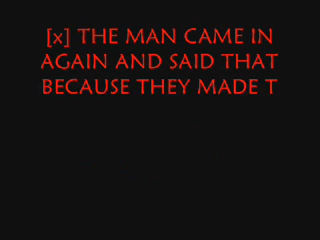 [x] THE MAN CAME IN
AGAIN AND SAID THAT
BECAUSE THEY MADE T